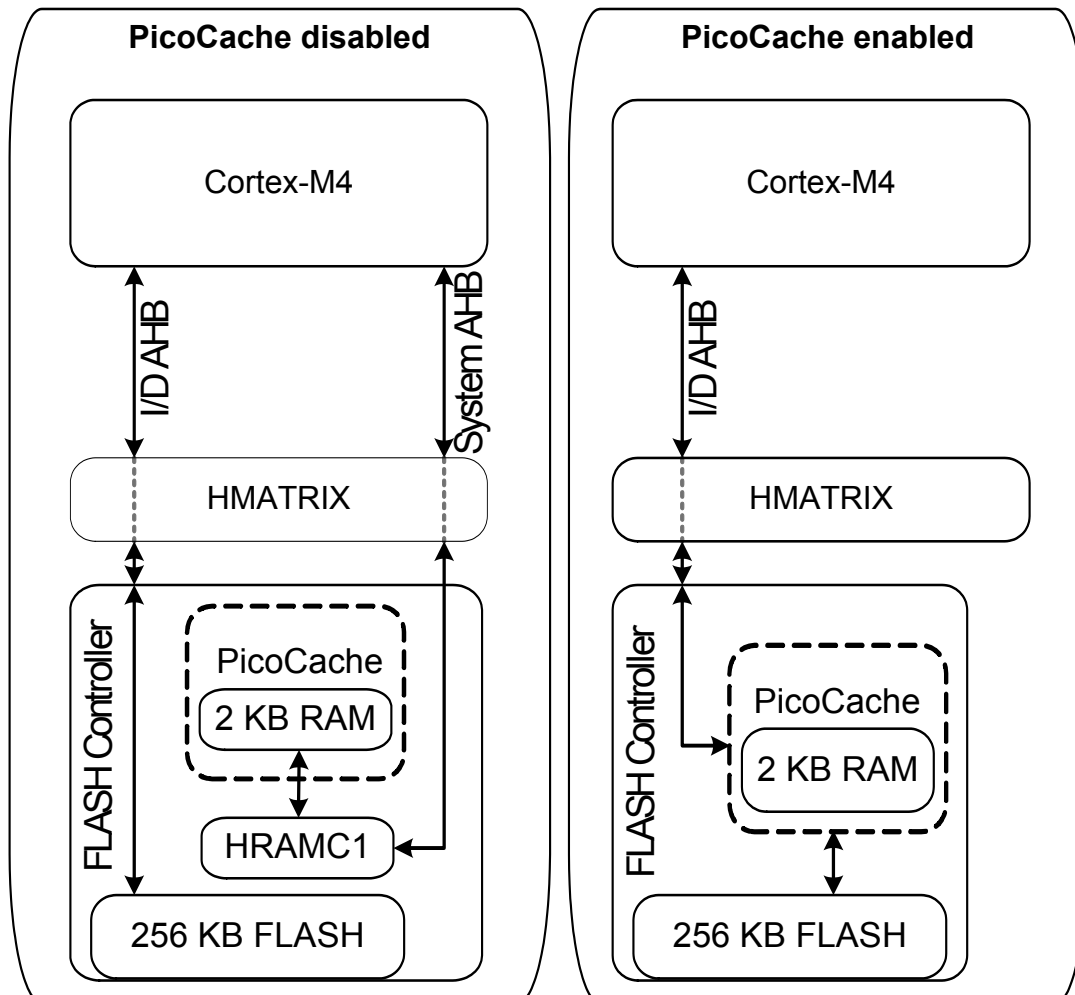 PicoCache disabled
Cortex-M4
I/D AHB
System AHB
HMATRIX
FLASH Controller
PicoCache
2 KB RAM
HRAMC1
256 KB FLASH
PicoCache enabled
Cortex-M4
I/D AHB
HMATRIX
FLASH Controller
PicoCache
2 KB RAM
256 KB FLASH